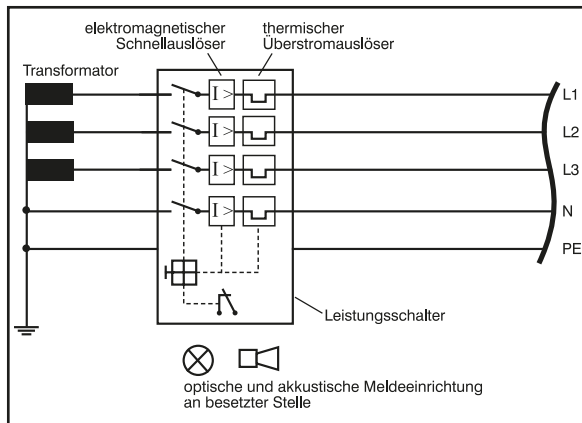 elektromagnetischer
Schnellauslöser
thermischer
Überstromauslöser
Transformator
I >
L1
I >
L2
I >
L3
I >
N
PE
Leistungsschalter
optische und akkustische Meldeeinrichtung
an besetzter Stelle